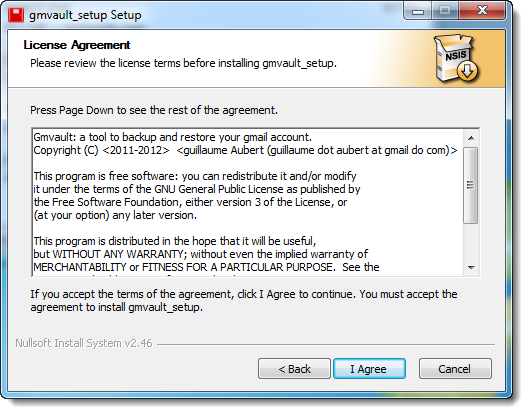 gmvault_setup Setup
License Agreement
Please review the license terms before installing gmvault_setup.
NSIS
Press Page Down to see the rest of the agreement.
Gmvault: a tool to backup and restore your gmail account.
Copyright (C) <2011-2012>  <guillaume Aubert (guillaume dot aubert at gmail do com)>
This program is free software: you can redistribute it and/or modify
it under the terms of the GNU General Public License as published by
the Free Software Foundation, either version 3 of the License, or
(at your option) any later version.
This program is distributed in the hope that it will be useful,
but WITHOUT ANY WARRANTY; without even the implied warranty of
MERCHANTABILITY or FITNESS FOR A PARTICULAR PURPOSE.  See the
If you accept the terms of the agreement, click I Agree to continue. You must accept the
agreement to install gmvault_setup.
Nullsoft Install System v2.46
< Back
I Agree
Cancel